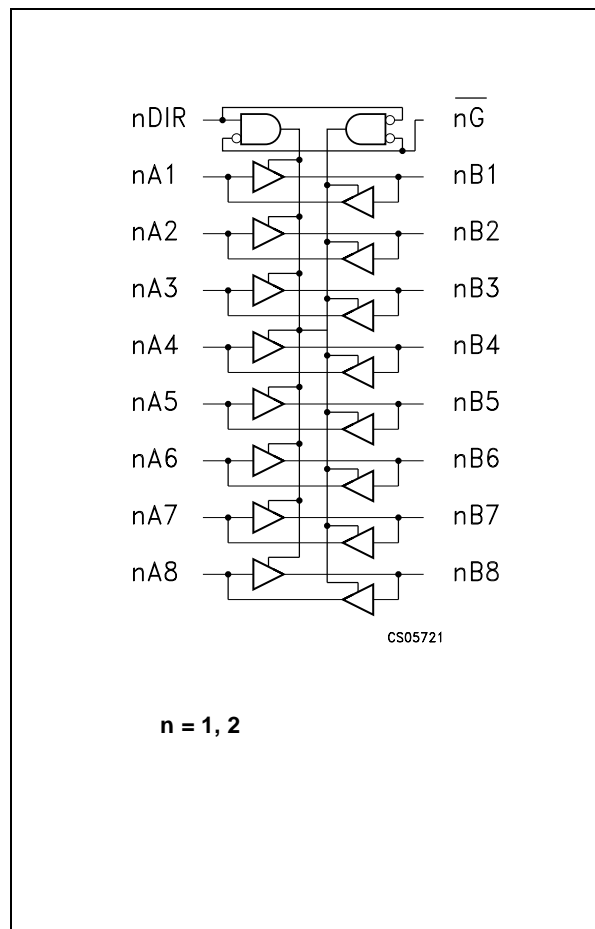 nDIR n̅G̅
nA1 nB1
nA2 nB2
nA3 nB3
nA4 nB4
nA5 nB5
nA6 nB6
nA7 nB7
nA8 nB8
CS05721
n = 1, 2